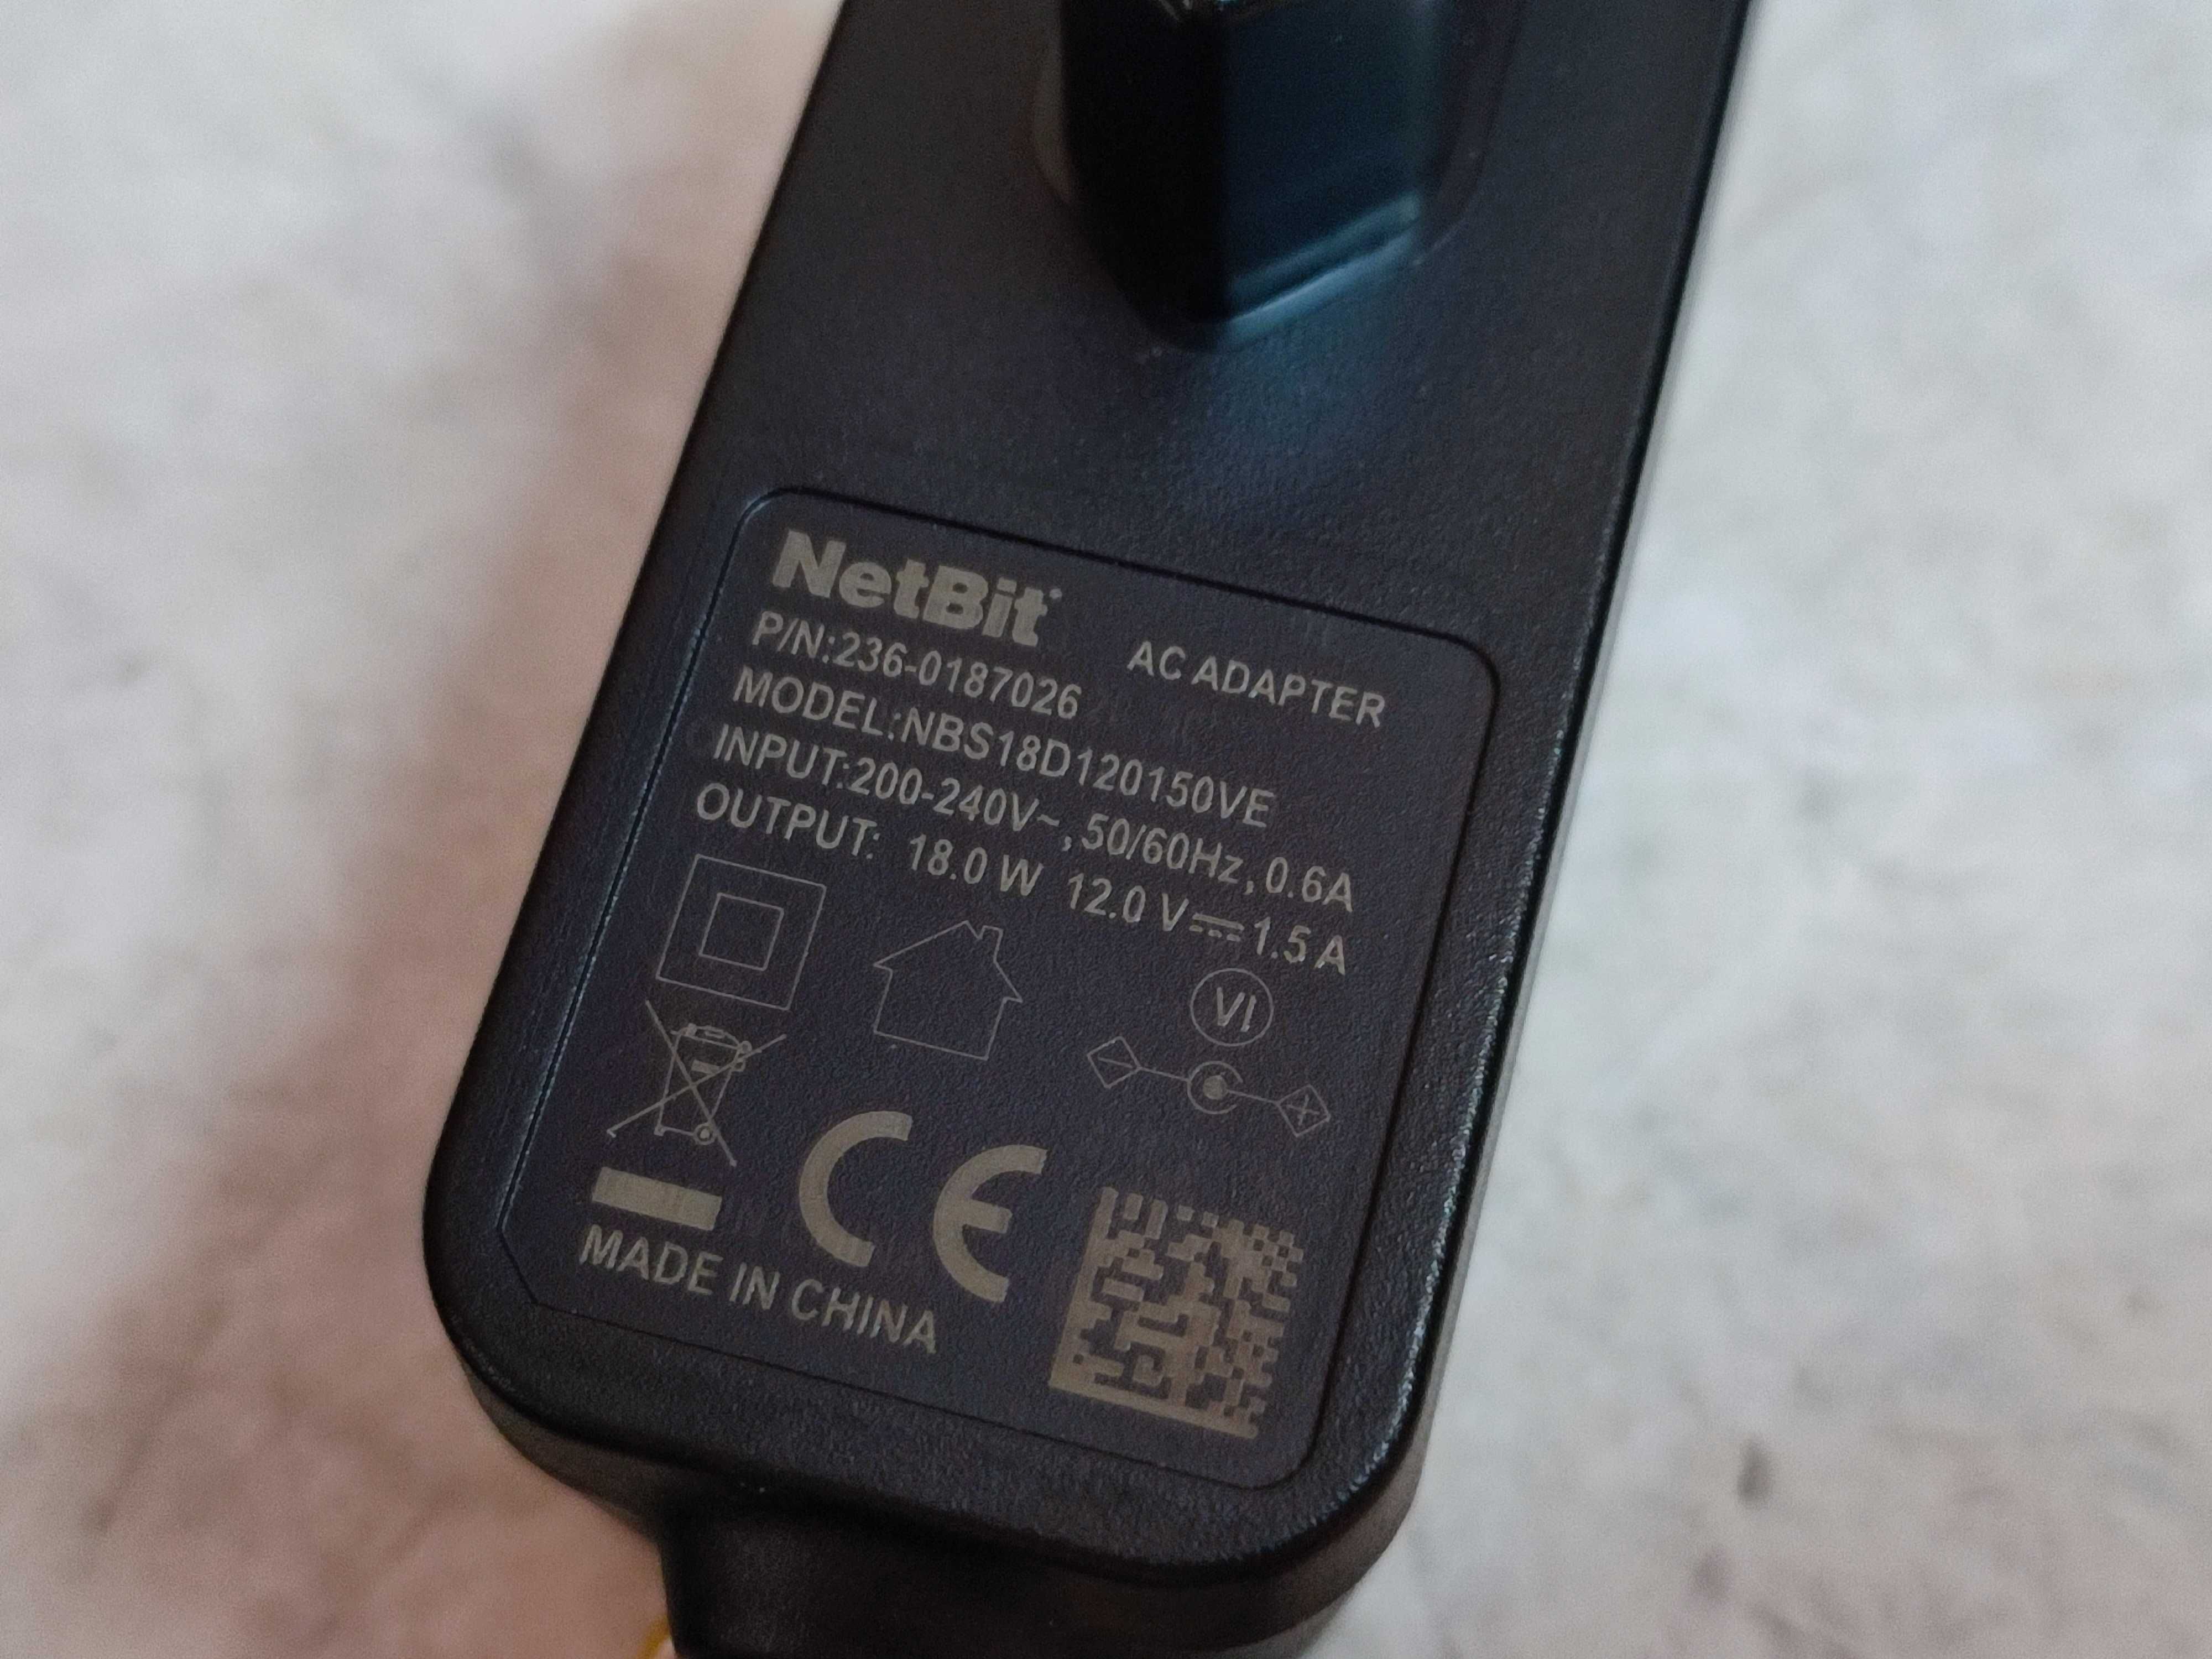 NetBit
AC ADAPTER
P/N:236-0187026
MODEL:NBS18D120150VE
INPUT:200-240V~,50/60Hz,0.6A
OUTPUT: 18.0 W 12.0 V⎓1.5 A
VI
CE
MADE IN CHINA